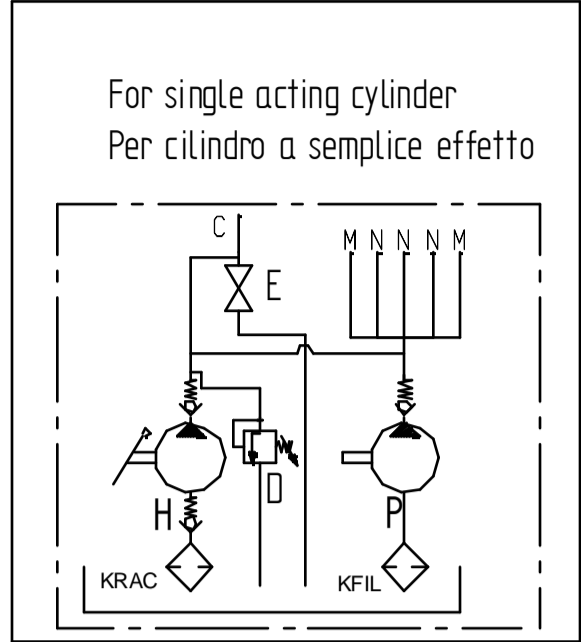 For single acting cylinder
Per cilindro a semplice effetto
C
M N N N M
E
D
H
P
KRAC
KFIL